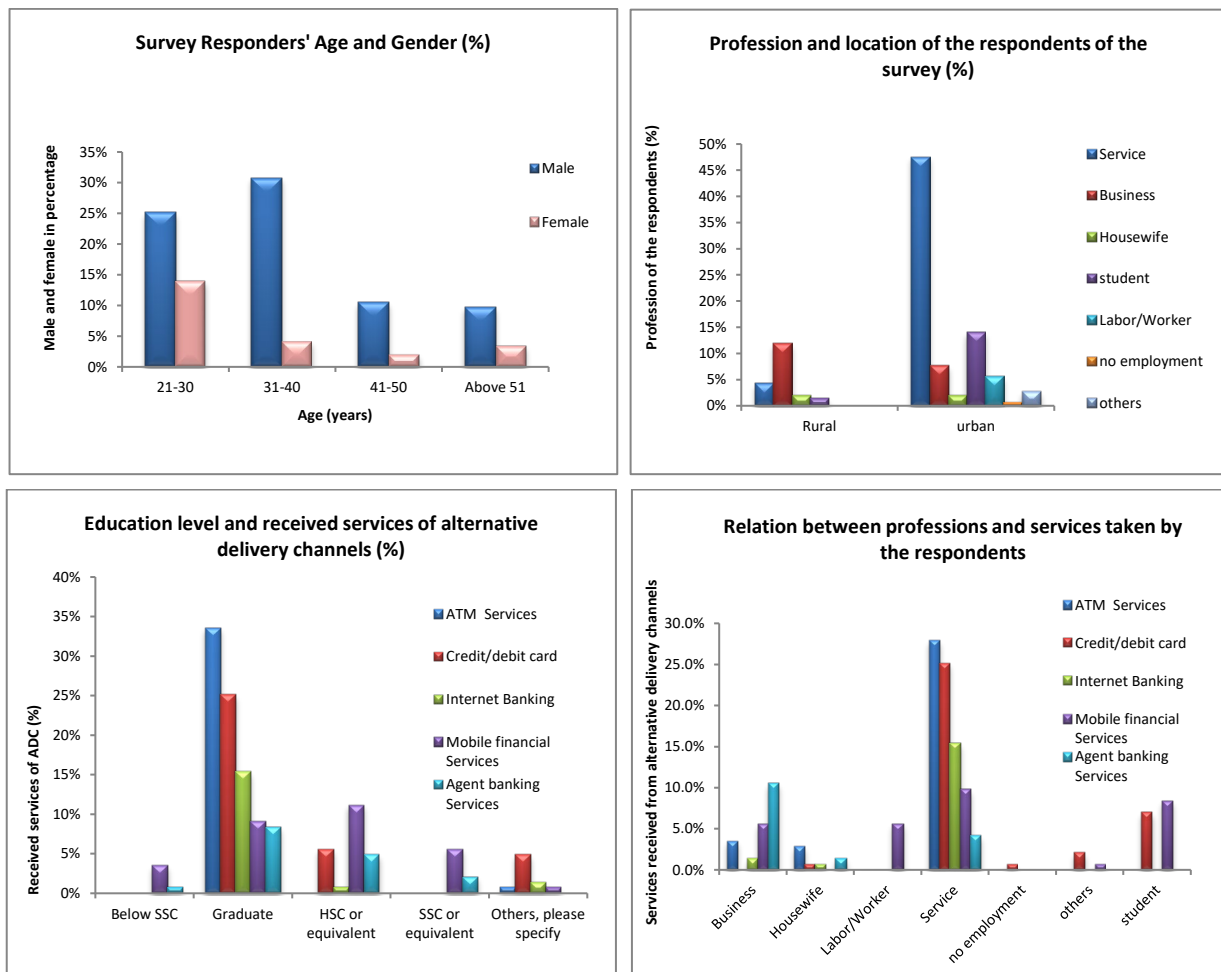 Survey Responders' Age and Gender (%)
Male and female in percentage
35%
30%
25%
20%
15%
10%
5%
0%
21-30
31-40
41-50
Above 51
Age (years)
Male
Female
Profession and location of the respondents of the
survey (%)
Profession of the respondents (%)
50%
45%
40%
35%
30%
25%
20%
15%
10%
5%
0%
Rural
urban
Service
Business
Housewife
student
Labor/Worker
no employment
others
Education level and received services of alternative
delivery channels (%)
Received services of ADC (%)
40%
35%
30%
25%
20%
15%
10%
5%
0%
Below SSC
Graduate
HSC or
equivalent
SSC or
equivalent
Others, please
specify
ATM Services
Credit/debit card
Internet Banking
Mobile financial
Services
Agent banking
Services
Relation between professions and services taken by
the respondents
Services received from alternative delivery channels
30.0%
25.0%
20.0%
15.0%
10.0%
5.0%
0.0%
Business
Housewife
Labor/Worker
Service
no employment
others
student
ATM Services
Credit/debit card
Internet Banking
Mobile financial
Services
Agent banking
Services